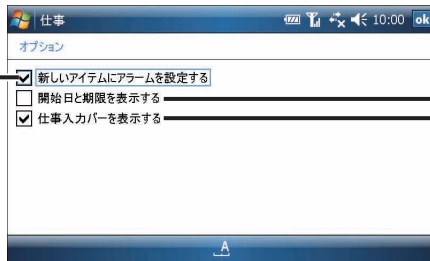 仕事 10:00 ok
オプション
新しいアイテムにアラームを設定する
開始日と期限を表示する
仕事入力バーを表示する
A